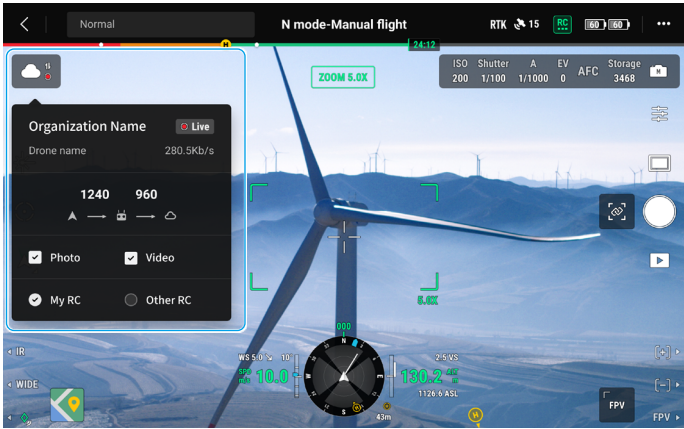 Normal
N mode-Manual flight
RTK 15 RC 60 60
24:12
ZOOM 5.0X
ISO Shutter A EV AFC Storage
200 1/100 1/1000 0 3468
Organization Name Live
Drone name 280.5Kb/s
1240 960
Photo Video
My RC Other RC
5.0X
000
IR
WIDE
WS 5.0 10
SPD
m/s
10.0
N
E
S
W
2.5 VS
130.2 ALT
m
1126.6 ASL
43m
H
H
FPV
FPV